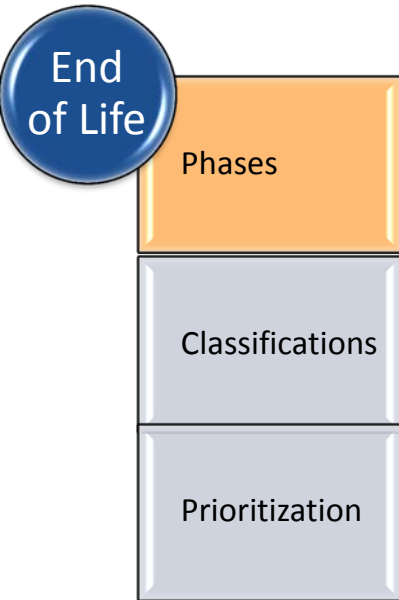 End
of Life
Phases
Classifications
Prioritization